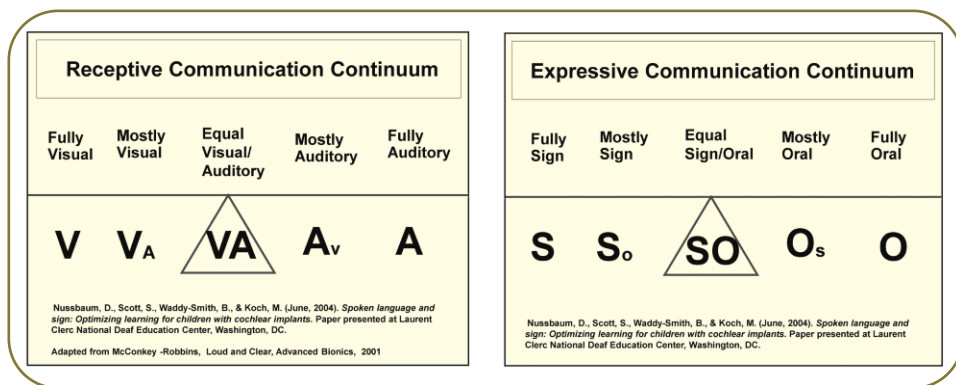 Receptive Communication Continuum
Fully Visual
Mostly Visual
Equal Visual/ Auditory
Mostly Auditory
Fully Auditory
V VA VA Av A
Nussbaum, D., Scott, S., Waddy-Smith, B., & Koch, M. (June, 2004). Spoken language and
sign: Optimizing learning for children with cochlear implants. Paper presented at Laurent
Clerc National Deaf Education Center, Washington, DC.
Adapted from McConkey -Robbins, Loud and Clear, Advanced Bionics, 2001
Expressive Communication Continuum
Fully Sign
Mostly Sign
Equal Sign/Oral
Mostly Oral
Fully Oral
S So SO Os O
Nussbaum, D., Scott, S., Waddy-Smith, B., & Koch, M. (June, 2004). Spoken language and
sign: Optimizing learning for children with cochlear implants. Paper presented at Laurent
Clerc National Deaf Education Center, Washington, DC.